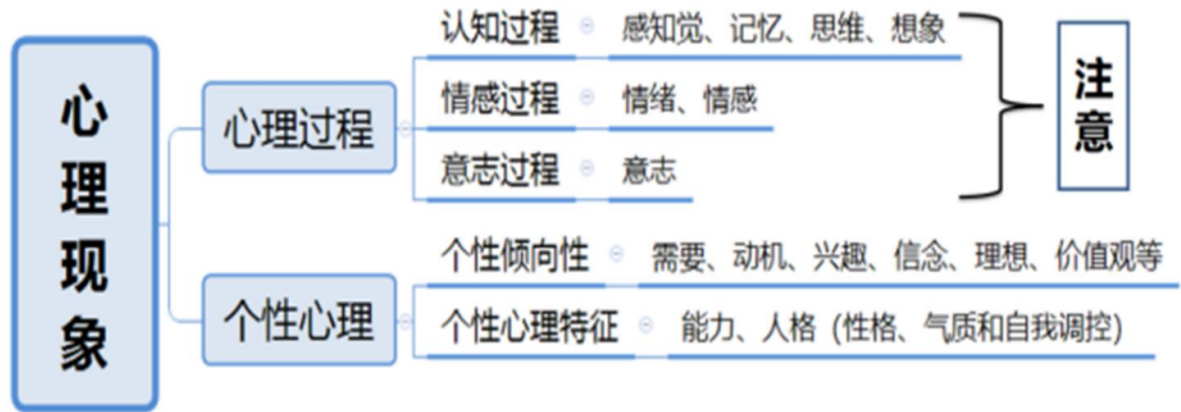 心理现象
心理过程
认知过程
感知觉、记忆、思维、想象
情感过程
情绪、情感
意志过程
意志
注意
个性心理
个性倾向性
需要、动机、兴趣、信念、理想、价值观等
个性心理特征
能力、人格（性格、气质和自我调控）